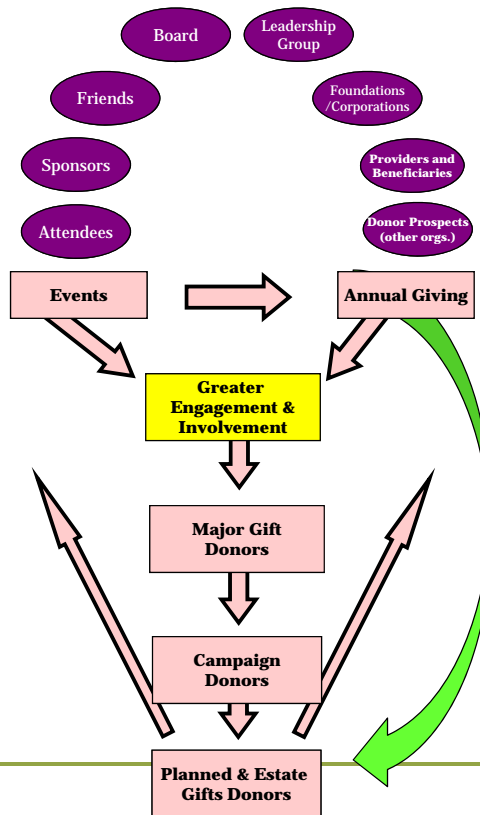 Board
Leadership
Group
Friends
Foundations
/Corporations
Sponsors
Providers and
Beneficiaries
Attendees
Donor Prospects
(other orgs.)
Events
Annual Giving
Greater
Engagement &
Involvement
Major Gift
Donors
Campaign
Donors
Planned & Estate
Gifts Donors